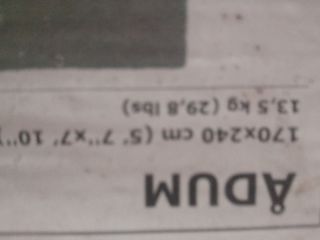 ÅDUM
170x240 cm (5' 7"x7' 10")
13,5 kg (29,8 lbs)